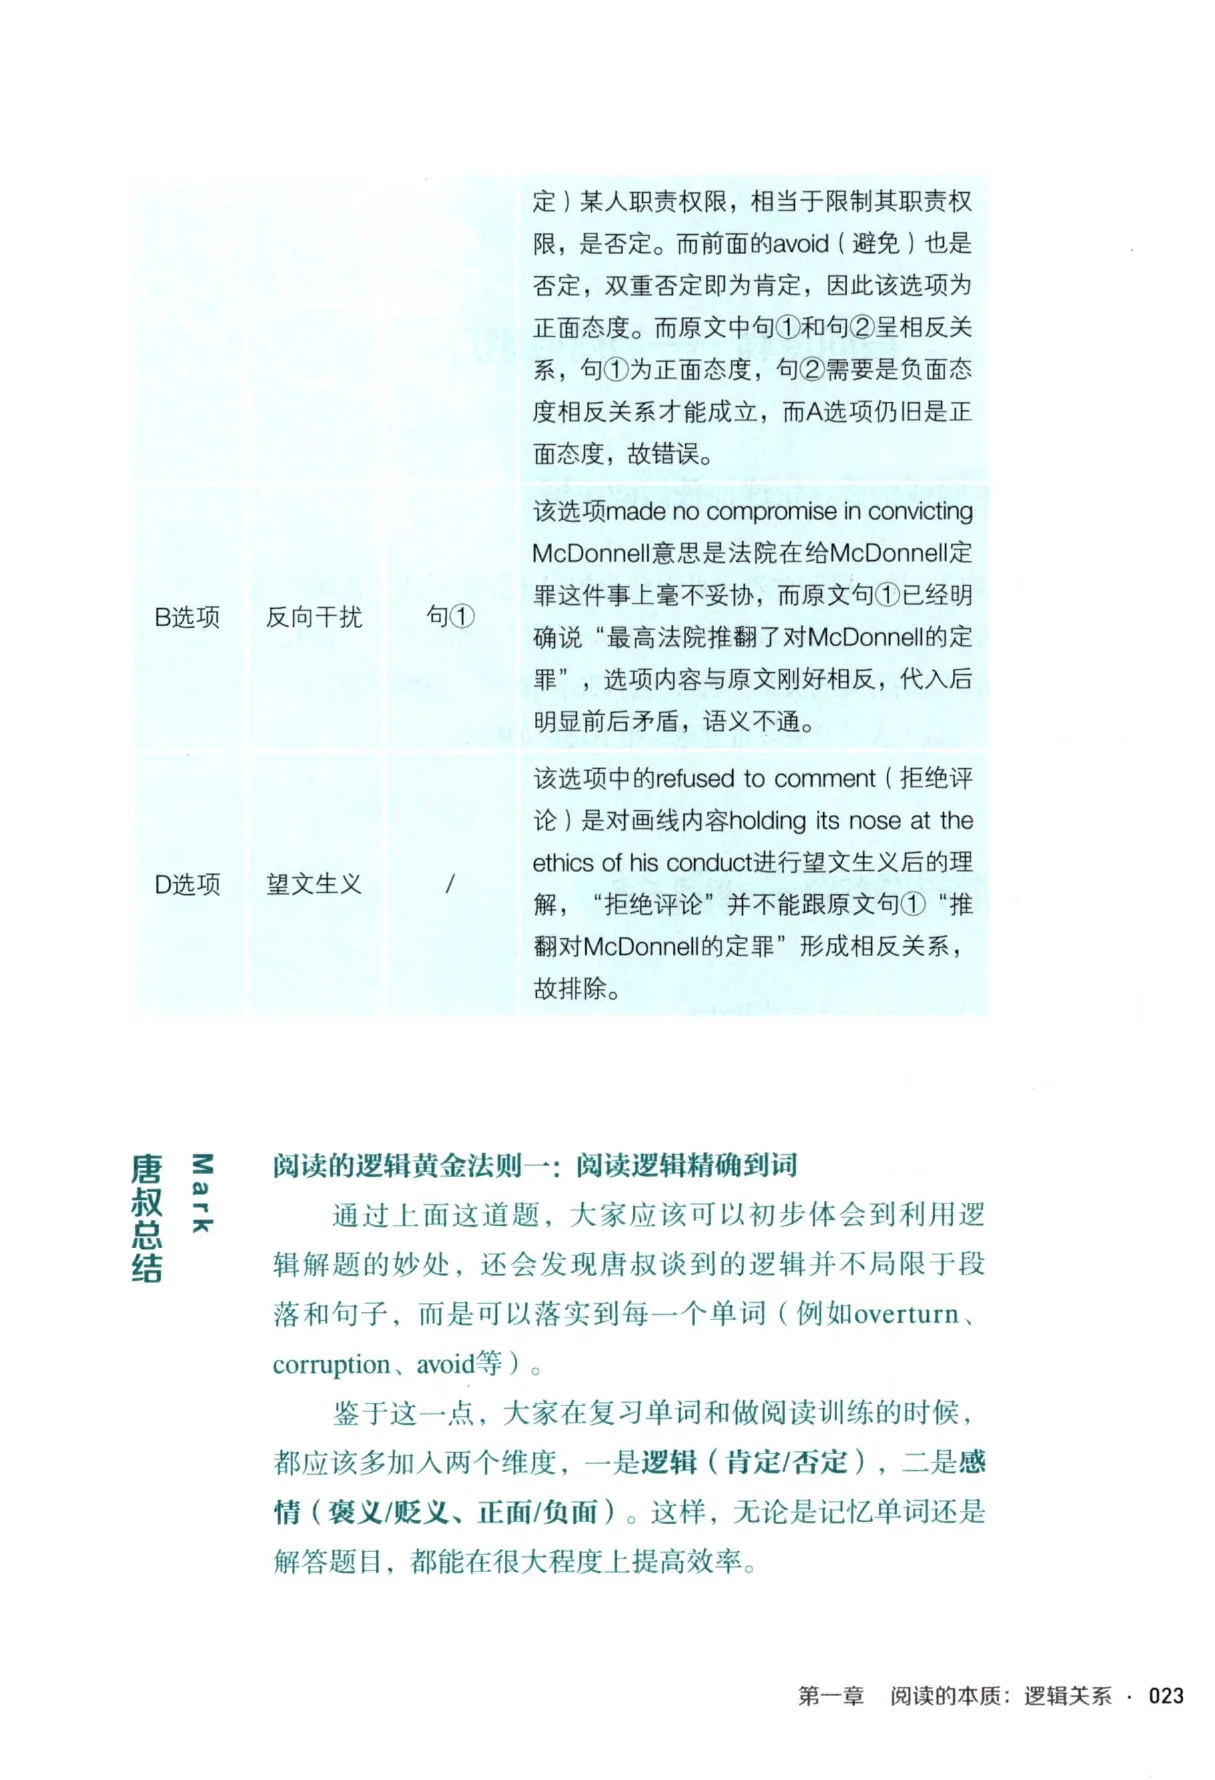 定）某人职责权限，相当于限制其职责权
限，是否定。而前面的avoid（避免）也是
否定，双重否定即为肯定，因此该选项为
正面态度。而原文中句①和句②呈相反关
系，句①为正面态度，句②需要是负面态
度相反关系才能成立，而A选项仍旧是正
面态度，故错误。
B选项
反向干扰
句①
该选项made no compromise in convicting
McDonnell意思是法院在给McDonnell定
罪这件事上毫不妥协，而原文句①已经明
确说“最高法院推翻了对McDonnell的定
罪”，选项内容与原文刚好相反，代入后
明显前后矛盾，语义不通。
D选项
望文生义
/
该选项中的refused to comment（拒绝评
论）是对画线内容holding its nose at the
ethics of his conduct进行望文生义后的理
解，“拒绝评论”并不能跟原文句①“推
翻对McDonnell的定罪”形成相反关系，
故排除。
唐叔总结
Mark
阅读的逻辑黄金法则一：阅读逻辑精确到词
通过上面这道题，大家应该可以初步体会到利用逻
辑解题的妙处，还会发现唐叔谈到的逻辑并不局限于段
落和句子，而是可以落实到每一个单词（例如overturn、
corruption、avoid等）。
鉴于这一点，大家在复习单词和做阅读训练的时候，
都应该多加入两个维度，一是逻辑（肯定/否定），二是感
情（褒义/贬义、正面/负面）。这样，无论是记忆单词还是
解答题目，都能在很大程度上提高效率。
第一章 阅读的本质：逻辑关系 · 023